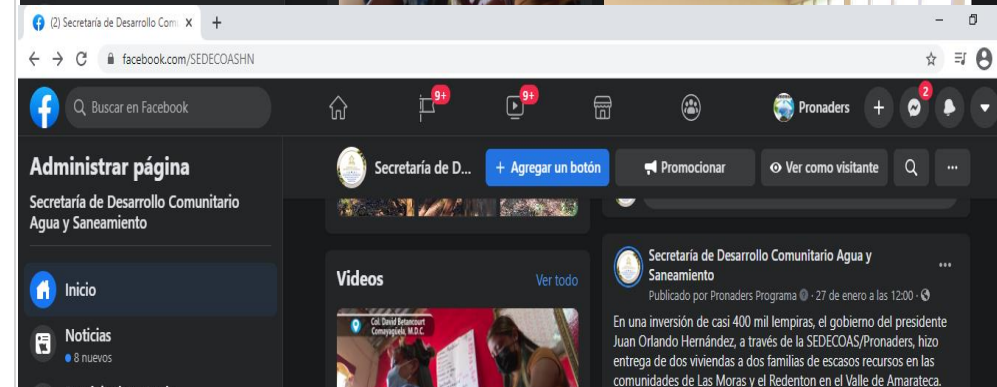 (2) Secretaría de Desarrollo Com
facebook.com/SEDECOASHN
Buscar en Facebook
9+
9+
Pronaders
2
Administrar página
Secretaría de Desarrollo Comunitario
Agua y Saneamiento
Inicio
Noticias
8 nuevos
Secretaría de D...
+ Agregar un botón
Promocionar
Ver como visitante
Videos
Ver todo
Col. David Betancourt
Comayagüela, M.D.C.
Secretaría de Desarrollo Comunitario Agua y
Saneamiento
Publicado por Pronaders Programa · 27 de enero a las 12:00 ·
En una inversión de casi 400 mil lempiras, el gobierno del presidente
Juan Orlando Hernández, a través de la SEDECOAS/Pronaders, hizo
entrega de dos viviendas a dos familias de escasos recursos en las
comunidades de Las Moras y el Redenton en el Valle de Amarateca.